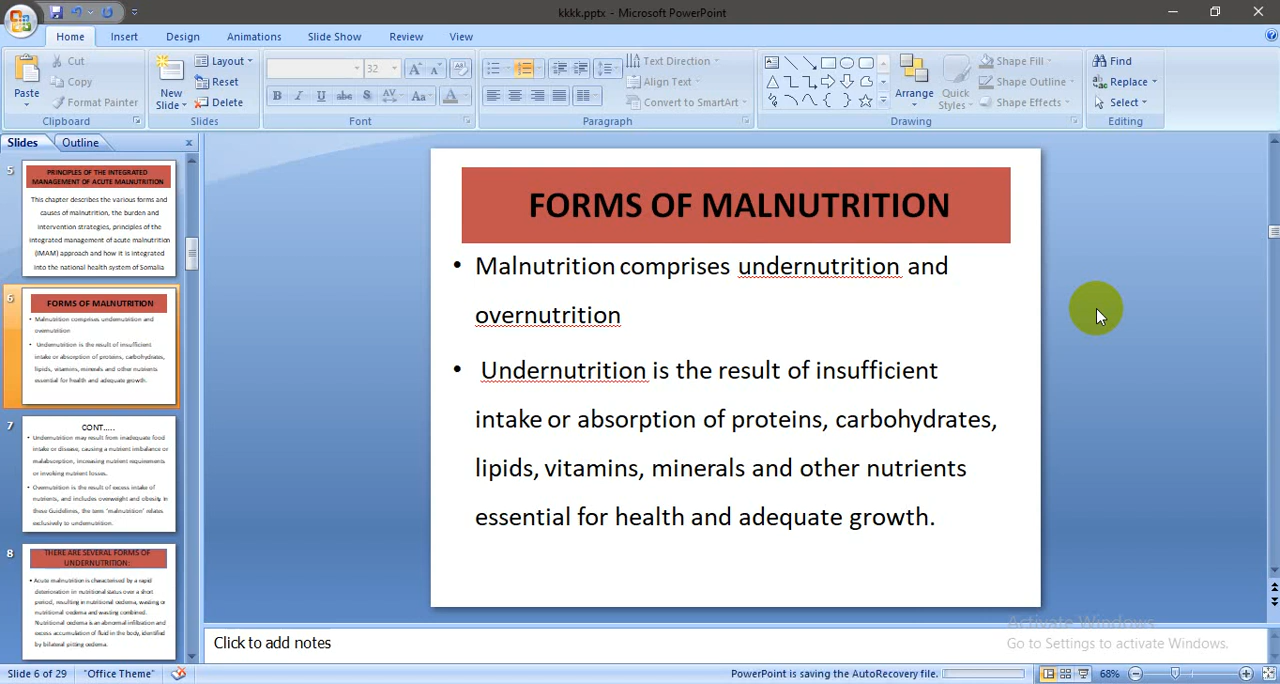 kkkk.pptx - Microsoft PowerPoint
Home Insert Design Animations Slide Show Review View
Paste Cut Copy Format Painter
Clipboard
New Slide Layout Reset Delete
Slides
32
B I U abc S AV Aa A
Font
Text Direction
Align Text
Convert to SmartArt
Paragraph
Arrange Quick Styles
Shape Fill
Shape Outline
Shape Effects
Drawing
Find
Replace
Select
Editing
Slides Outline
5
PRINCIPLES OF THE INTEGRATED
MANAGEMENT OF ACUTE MALNUTRITION
This chapter describes the various forms and
causes of malnutrition, the burden and
intervention strategies, principles of the
integrated management of acute malnutrition
(IMAM) approach and how it is integrated
into the national health system of Somalia
6
FORMS OF MALNUTRITION
• Malnutrition comprises undernutrition and
overnutrition
• Undernutrition is the result of insufficient
intake or absorption of proteins, carbohydrates,
lipids, vitamins, minerals and other nutrients
essential for health and adequate growth.
7
CONT.....
• Undernutrition may result from inadequate food
intake or disease, causing a nutrient imbalance or
malabsorption, increasing nutrient requirements
or invoking nutrient losses.
• Overnutrition is the result of excess intake of
nutrients, and includes overweight and obesity. In
these Guidelines, the term "malnutrition" relates
exclusively to undernutrition.
8
THERE ARE SEVERAL FORMS OF
UNDERNUTRITION:
• Acute malnutrition is characterised by a rapid
deterioration in nutritional status over a short
period, resulting in nutritional oedema, wasting or
nutritional oedema and wasting combined.
Nutritional oedema is an abnormal infiltration and
excess accumulation of fluid in the body, identified
by bilateral pitting oedema.
FORMS OF MALNUTRITION
• Malnutrition comprises undernutrition and
overnutrition
• Undernutrition is the result of insufficient
intake or absorption of proteins, carbohydrates,
lipids, vitamins, minerals and other nutrients
essential for health and adequate growth.
Activate Windows
Go to Settings to activate Windows.
Click to add notes
Slide 6 of 29 "Office Theme" PowerPoint is saving the AutoRecovery file. 68%